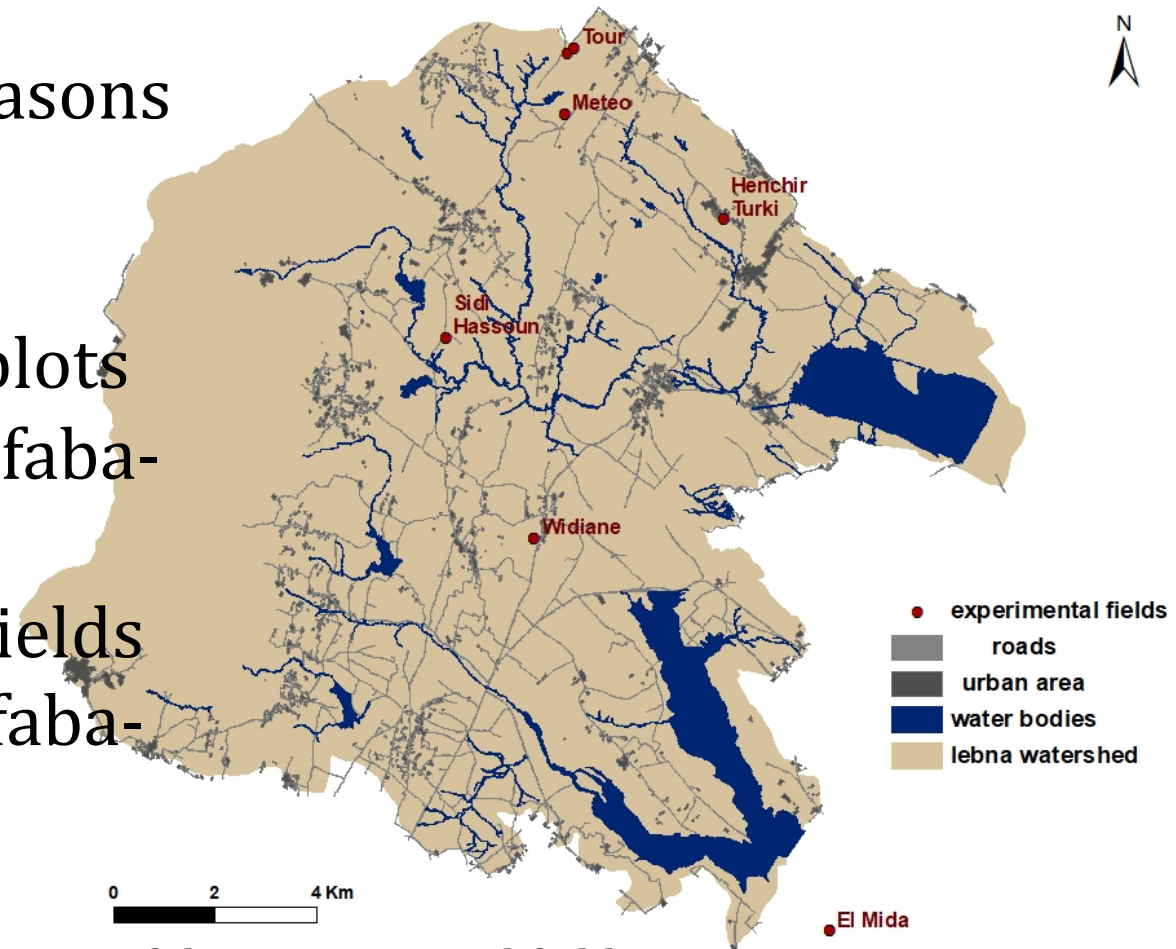 asons
plots
faba-
ields
faba-
N
Tour
Meteo
Henchir
Turki
Sidi
Hassoun
Widiane
El Mida
experimental fields
roads
urban area
water bodies
lebna watershed
0 2 4 Km